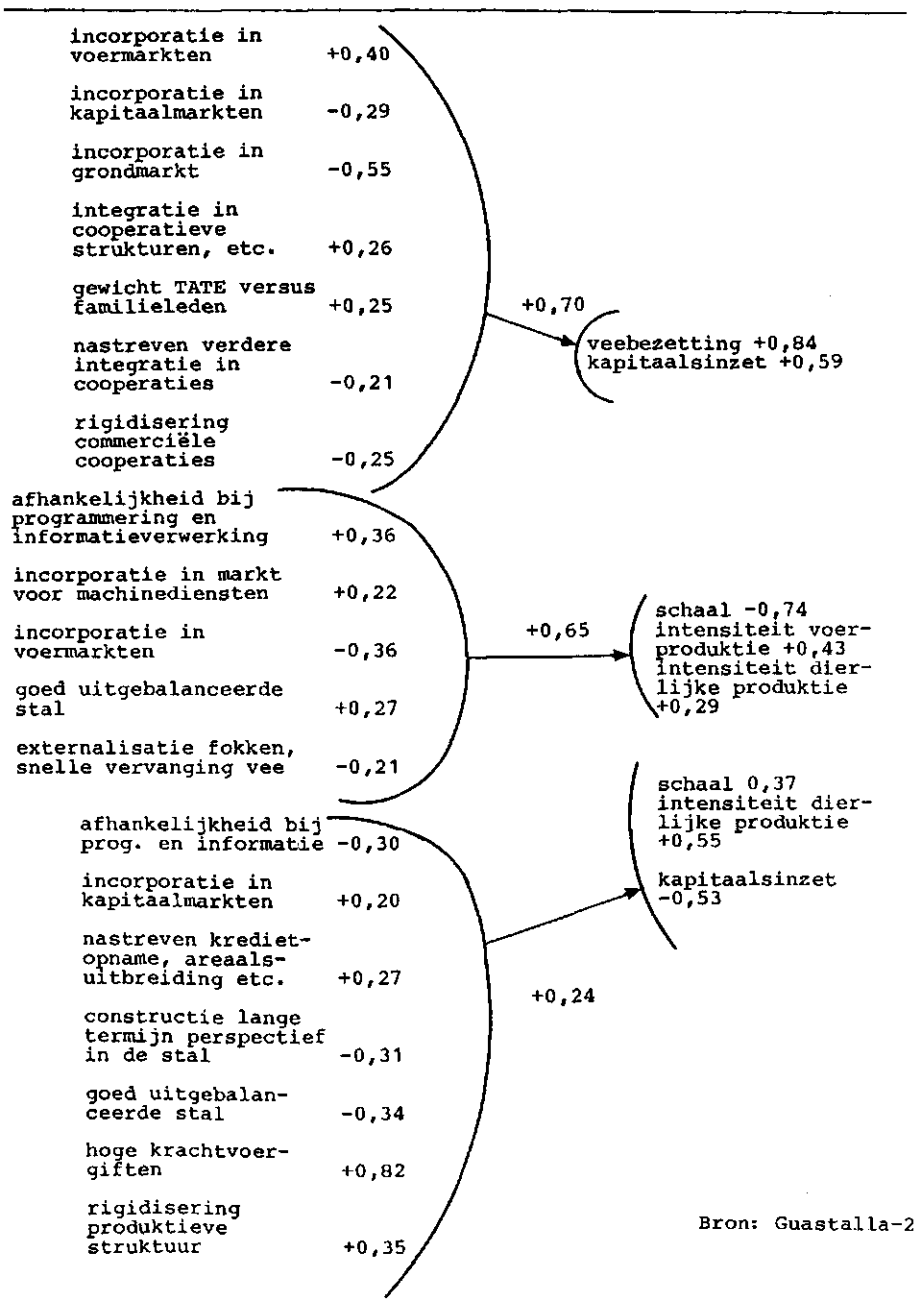 incorporatie in
voermarkten +0,40
incorporatie in
kapitaalmarkten -0,29
incorporatie in
grondmarkt -0,55
integratie in
cooperatieve
strukturen, etc. +0,26
gewicht TATE versus
familieleden +0,25
nastreven verdere
integratie in
cooperaties -0,21
rigidisering
commerciële
cooperaties -0,25
+0,70
veebezetting +0,84
kapitaalsinzet +0,59
afhankelijkheid bij
programmering en
informatieverwerking +0,36
incorporatie in markt
voor machinediensten +0,22
incorporatie in
voermarkten -0,36
goed uitgebalanceerde
stal +0,27
externalisatie fokken,
snelle vervanging vee -0,21
+0,65
schaal -0,74
intensiteit voer-
produktie +0,43
intensiteit dier-
lijke produktie
+0,29
afhankelijkheid bij
prog. en informatie -0,30
incorporatie in
kapitaalmarkten +0,20
nastreven krediet-
opname, areaals-
uitbreiding etc. +0,27
constructie lange
termijn perspectief
in de stal -0,31
goed uitgebalan-
ceerde stal -0,34
hoge krachtvoer-
giften +0,82
rigidisering
produktieve
struktuur +0,35
+0,24
schaal 0,37
intensiteit dier-
lijke produktie
+0,55
kapitaalsinzet
-0,53
Bron: Guastalla-2